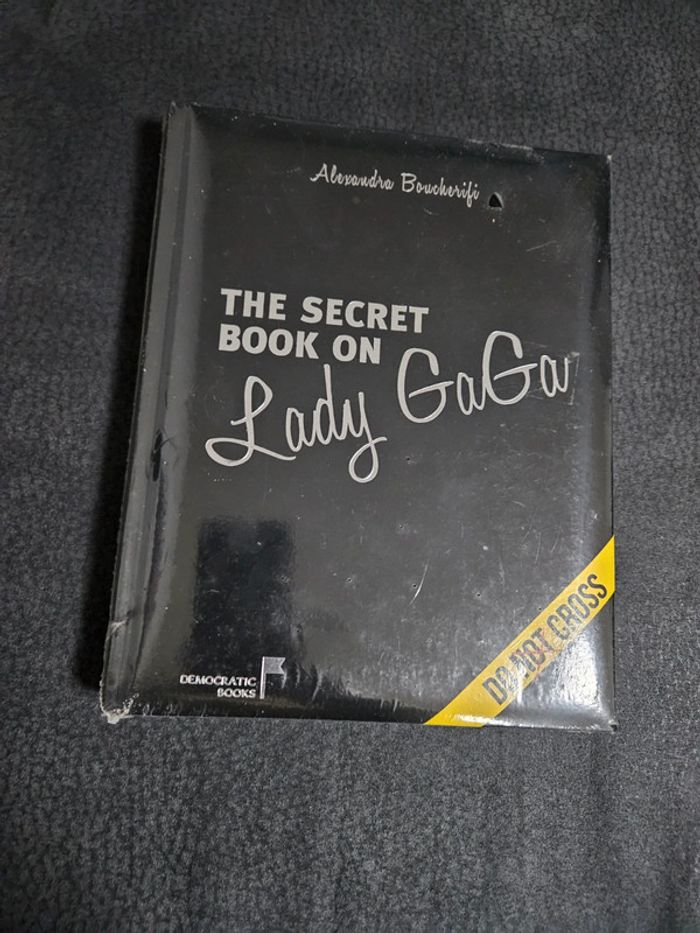 Alexandra Boucherifi
THE SECRET
BOOK ON
Lady GaGa
DO NOT CROSS
DEMOCRATIC
BOOKS